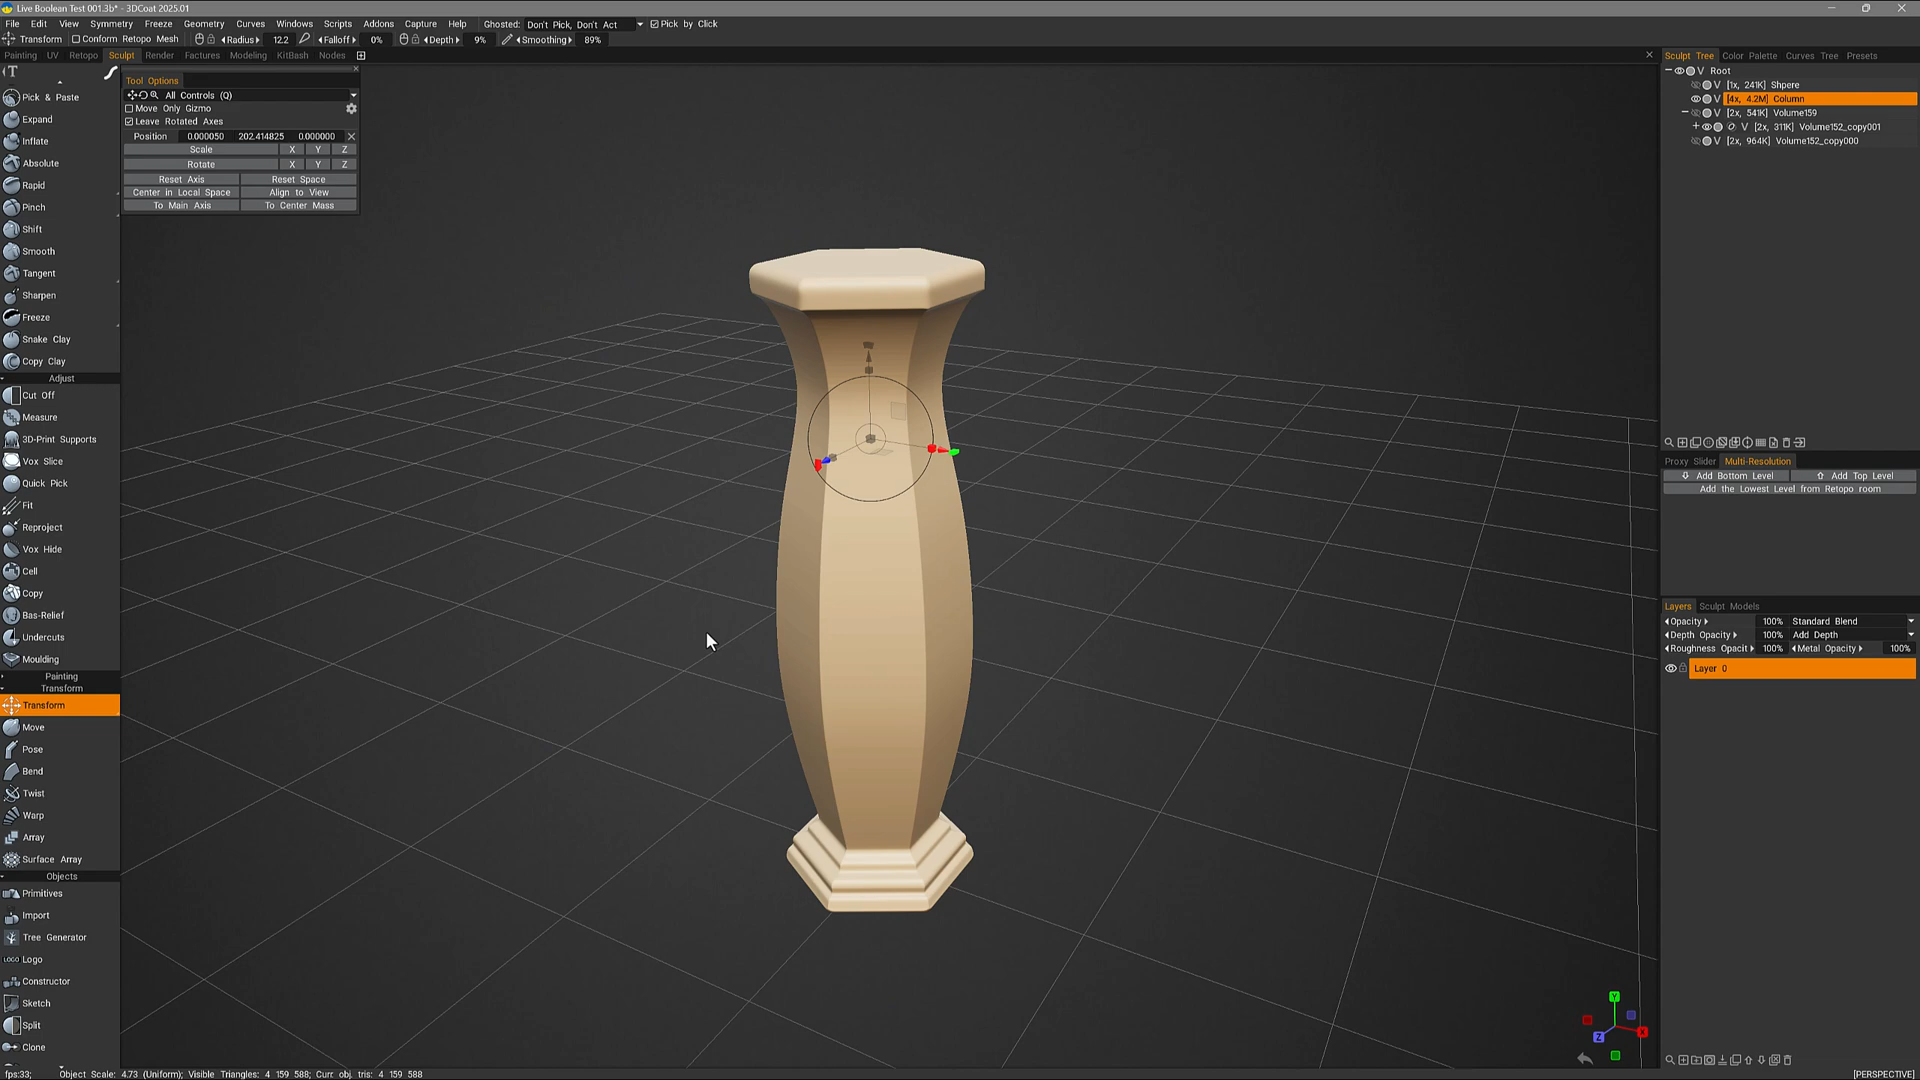 Live Boolean Test 001.3b* - 3DCoat 2025.01
File Edit View Symmetry Freeze Geometry Curves Windows Scripts Addons Capture Help Ghosted: Don't Pick, Don't Act Pick by Click
Transform Conform Retopo Mesh Radius 12.2 Falloff 0% Depth 9% Smoothing 89%
Painting UV Retopo Sculpt Render Factures Modeling KitBash Nodes
T
Pick & Paste
Expand
Inflate
Absolute
Rapid
Pinch
Shift
Smooth
Tangent
Sharpen
Freeze
Snake Clay
Copy Clay
Adjust
Cut Off
Measure
3D-Print Supports
Vox Slice
Quick Pick
Fit
Reproject
Vox Hide
Cell
Copy
Bas-Relief
Undercuts
Moulding
Painting
Transform
Transform
Move
Pose
Bend
Twist
Warp
Array
Surface Array
Objects
Primitives
Import
Tree Generator
LOGO Logo
Constructor
Sketch
Split
Clone
Tool Options
All Controls (Q)
Move Only Gizmo
Leave Rotated Axes
Position 0.000050 202.414825 0.000000
Scale X Y Z
Rotate X Y Z
Reset Axis Reset Space
Center in Local Space Align to View
To Main Axis To Center Mass
Y
X
Z
Sculpt Tree Color Palette Curves Tree Presets
V Root
V [1x, 241K] Shpere
V [4x, 4.2M] Column
V [2x, 541K] Volume159
V [2x, 311K] Volume152_copy001
V [2x, 964K] Volume152_copy000
Proxy Slider Multi-Resolution
Add Bottom Level Add Top Level
Add the Lowest Level from Retopo room
Layers Sculpt Models
Opacity 100% Standard Blend
Depth Opacity 100% Add Depth
Roughness Opacit 100% Metal Opacity 100%
Layer 0
fps:33; Object Scale: 4.73 (Uniform); Visible Triangles: 4 159 588; Curr. obj. tris: 4 159 588
[PERSPECTIVE]